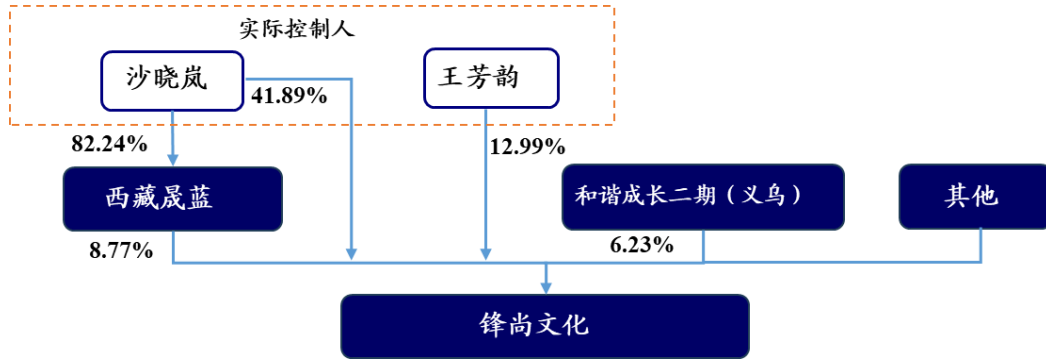 实际控制人
沙晓岚
王芳韵
41.89%
82.24%
12.99%
西藏晟蓝
和谐成长二期（义乌）
其他
8.77%
6.23%
锋尚文化